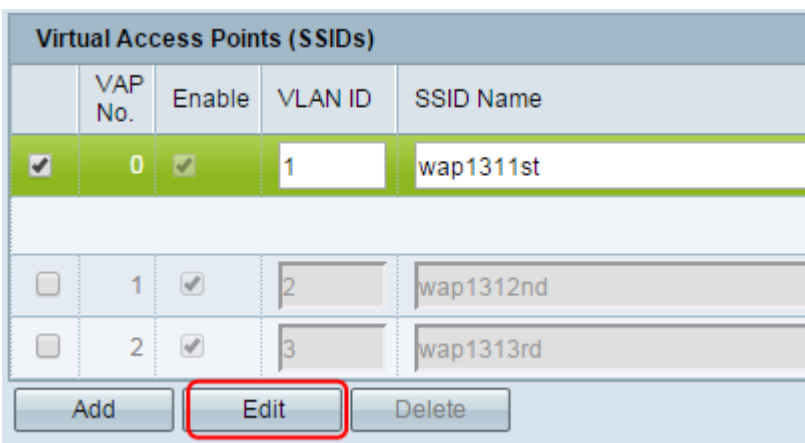 Virtual Access Points (SSIDs)
VAP No. Enable VLAN ID SSID Name
0 1 wap1311st
1 2 wap1312nd
2 3 wap1313rd
Add Edit Delete